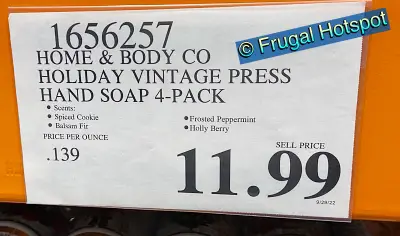 1656257
© Frugal Hotspot
HOME & BODY CO
HOLIDAY VINTAGE PRESS
HAND SOAP 4-PACK
• Scents:
• Spiced Cookie
• Balsam Fir
• Frosted Peppermint
• Holly Berry
PRICE PER OUNCE
.139
SELL PRICE
11.99
9/29/22